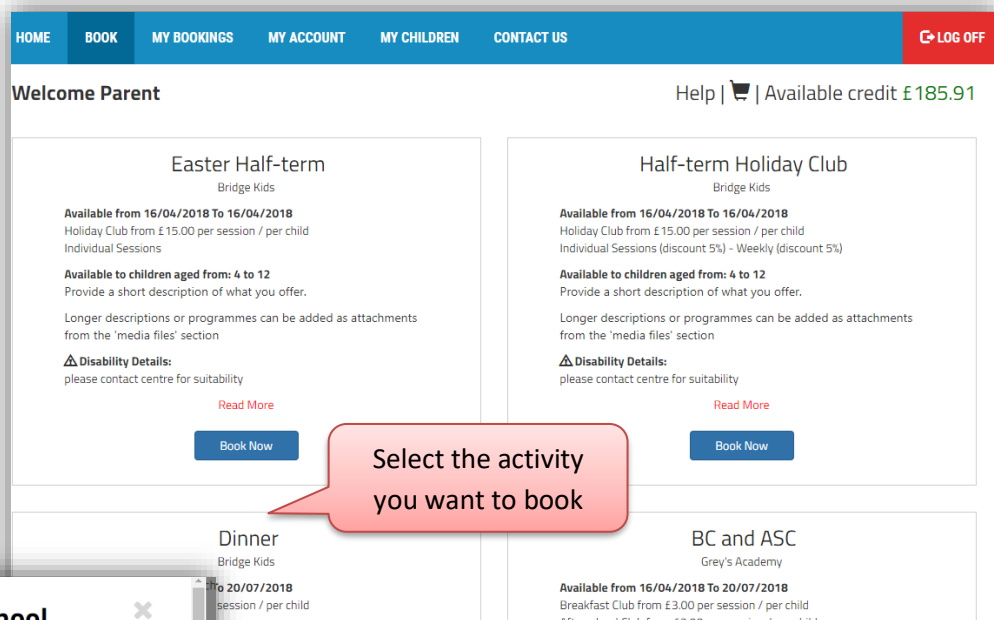 HOME BOOK MY BOOKINGS MY ACCOUNT MY CHILDREN CONTACT US LOG OFF
Welcome Parent
Help | | Available credit £185.91
Easter Half-term
Bridge Kids
Available from 16/04/2018 To 16/04/2018
Holiday Club from £15.00 per session / per child
Individual Sessions
Available to children aged from: 4 to 12
Provide a short description of what you offer.
Longer descriptions or programmes can be added as attachments
from the 'media files' section
Disability Details:
please contact centre for suitability
Read More
Book Now
Half-term Holiday Club
Bridge Kids
Available from 16/04/2018 To 16/04/2018
Holiday Club from £15.00 per session / per child
Individual Sessions (discount 5%) - Weekly (discount 5%)
Available to children aged from: 4 to 12
Provide a short description of what you offer.
Longer descriptions or programmes can be added as attachments
from the 'media files' section
Disability Details:
please contact centre for suitability
Read More
Book Now
Select the activity
you want to book
Dinner
Bridge Kids
To 20/07/2018
session / per child
BC and ASC
Grey's Academy
Available from 16/04/2018 To 20/07/2018
Breakfast Club from £3.00 per session / per child